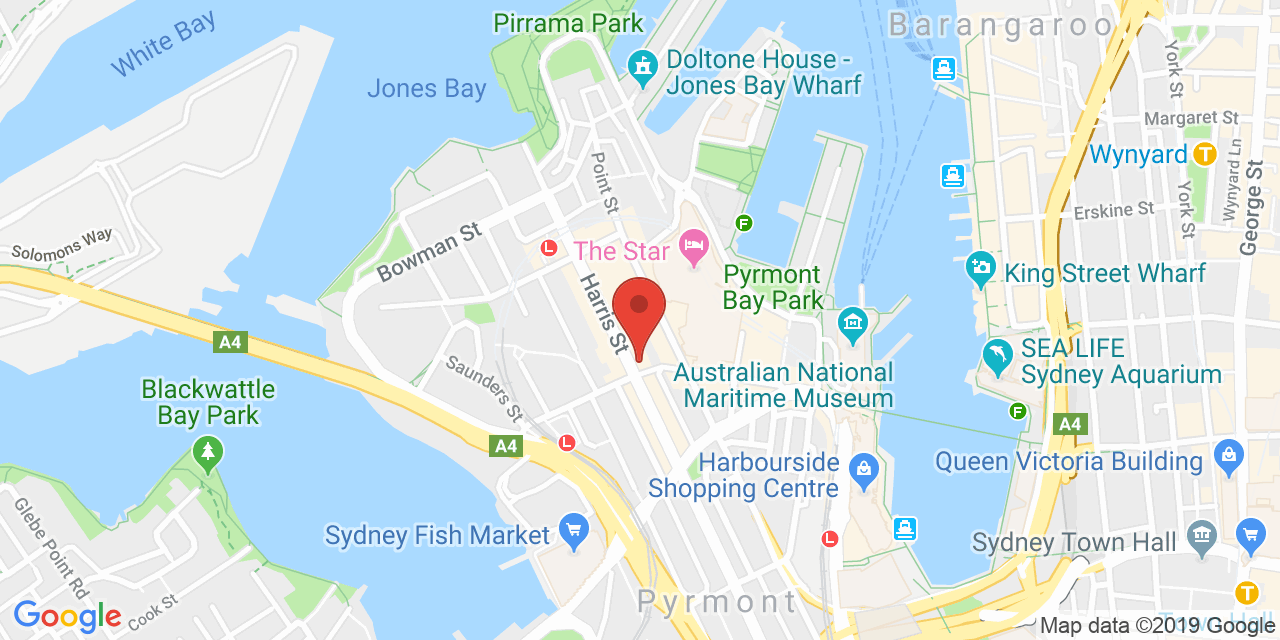 Pirrama Park
Barangaroo
White Bay
Doltone House -
Jones Bay Wharf
Jones Bay
York St
Margaret St
Wynyard
T
Wynyard Ln
George St
Point St
York St
Erskine St
F
Solomons Way
Bowman St
L
The Star
Pyrmont
Bay Park
King Street Wharf
Harris St
A4
SEA LIFE
Sydney Aquarium
Saunders St
Australian National
Maritime Museum
Blackwattle
Bay Park
F
A4
A4
L
Queen Victoria Building
Harbourside
Shopping Centre
Glebe Point Rd
Sydney Fish Market
L
Sydney Town Hall
T
Cook St
Google
Pyrmont
Town Hall
Map data ©2019 Google